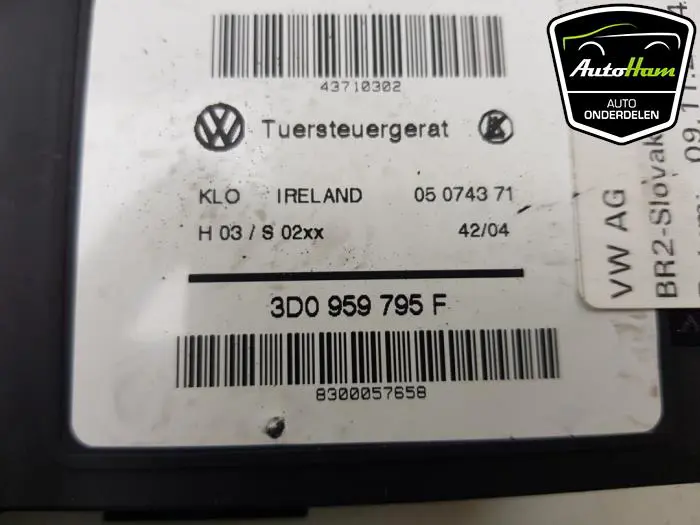 43710302
Tuersteuergerat
KLO IRELAND 05 0743 71
H 03 / S 02xx 42/04
3D0 959 795 F
8300057658
VW AG
BR2-Slovak
AutoHam
AUTO
ONDERDELEN